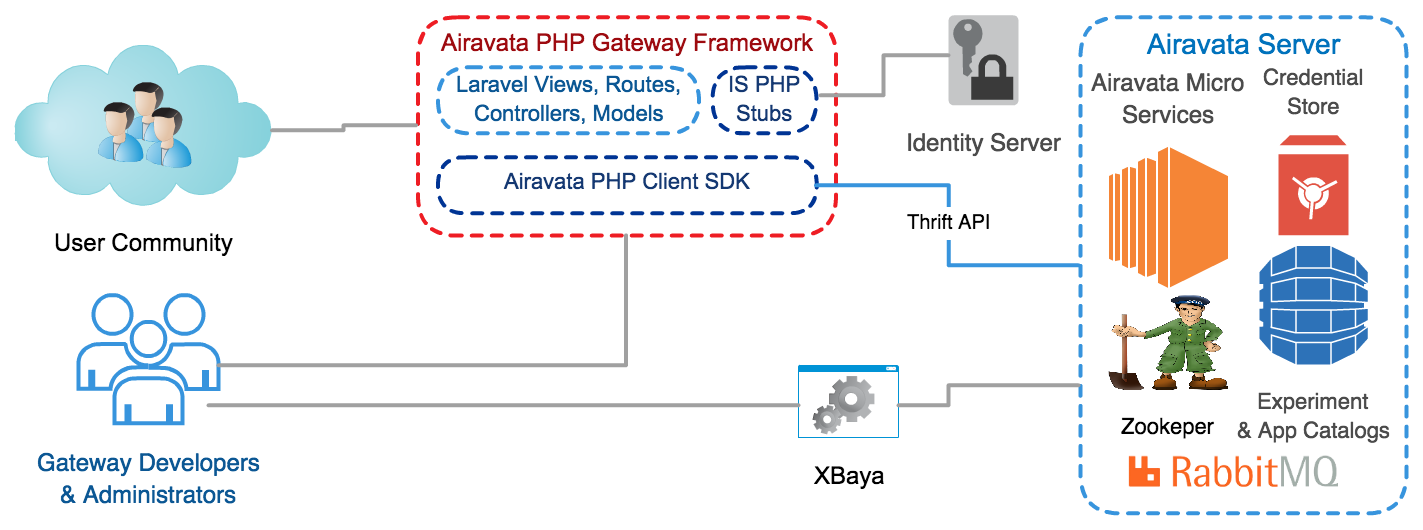 Airavata PHP Gateway Framework
Laravel Views, Routes,
Controllers, Models
IS PHP
Stubs
Airavata PHP Client SDK
User Community
Identity Server
Thrift API
Airavata Server
Airavata Micro
Services
Credential
Store
Zookeper
Experiment
& App Catalogs
RabbitMQ
Gateway Developers
& Administrators
XBaya